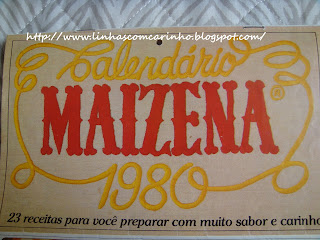 http://www.linhascomcarinho.blogspot.com/
Calendário
MAIZENA®
1980
23 receitas para você preparar com muito sabor e carinho